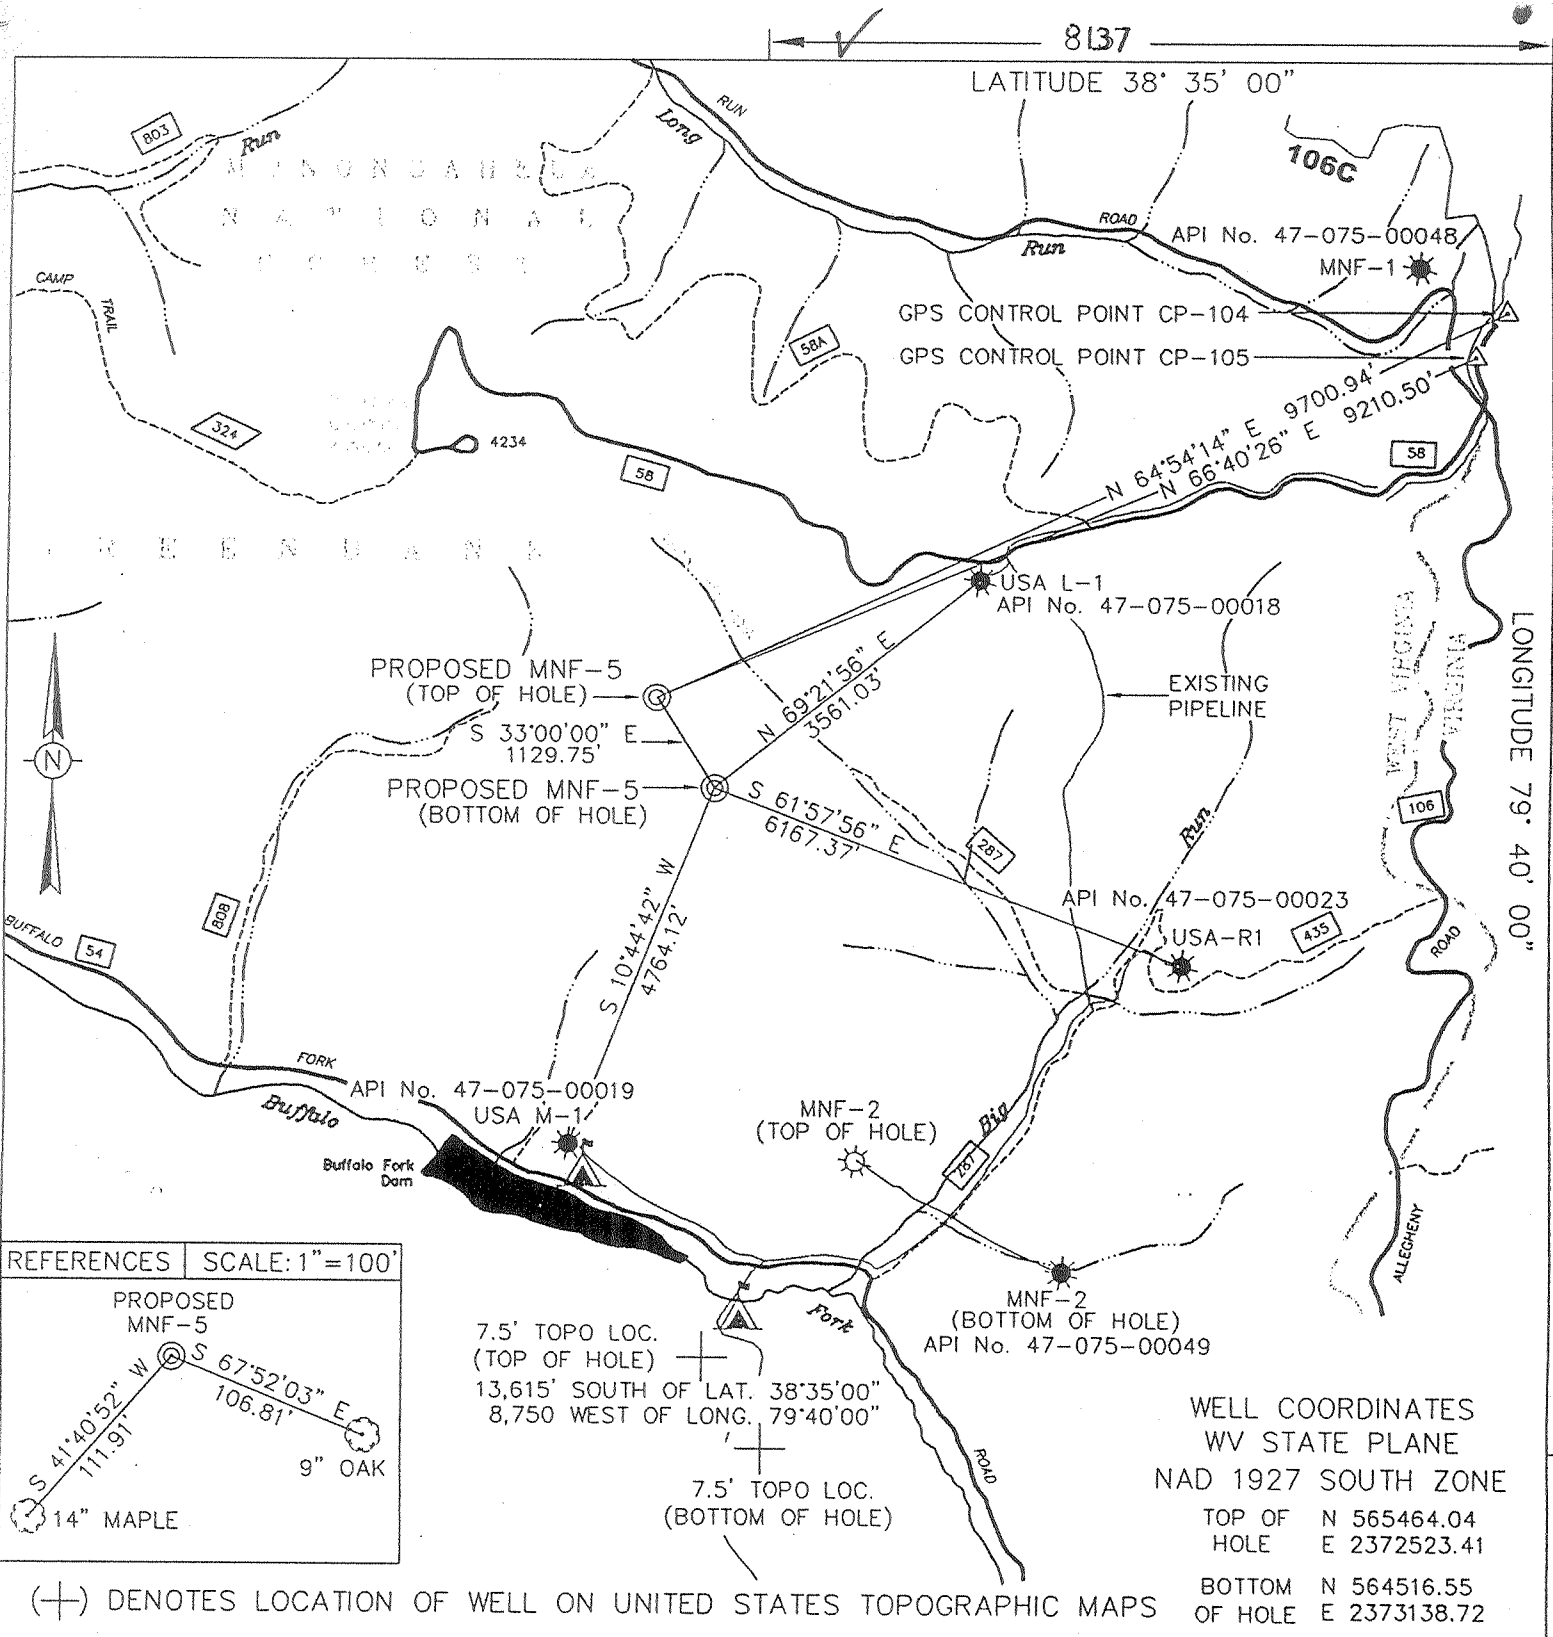 8137
LATITUDE 38° 35' 00"
803
Run
RUN
Long
106C
NATIONAL
ROAD
Run
API No. 47-075-00048
MNF-1
CAMP
TRAIL
GPS CONTROL POINT CP-104
58A
GPS CONTROL POINT CP-105
N 64°54'14" E 9700.94'
N 66°40'26" E 9210.50'
324
4234
58
58
USA L-1
API No. 47-075-00018
LONGITUDE 79° 40' 00"
WEST VIRGINIA
VIRGINIA
PROPOSED MNF-5
(TOP OF HOLE)
N 69°21'56" E
3561.03'
EXISTING
PIPELINE
S 33°00'00" E
1129.75'
N
PROPOSED MNF-5
(BOTTOM OF HOLE)
S 61°57'56" E
6167.37'
106
Run
287
808
API No. 47-075-00023
USA-R1
435
ROAD
BUFFALO
54
S 10°44'42" W
4764.12'
FORK
API No. 47-075-00019
USA M-1
Buffalo
MNF-2
(TOP OF HOLE)
Big
287
Buffalo Fork
Dam
ALLEGHENY
REFERENCES SCALE: 1"=100'
MNF-2
(BOTTOM OF HOLE)
API No. 47-075-00049
Fork
PROPOSED
MNF-5
S 67°52'03" E
106.81'
S 41°40'52" W
111.91'
9" OAK
14" MAPLE
7.5' TOPO LOC.
(TOP OF HOLE)
13,615' SOUTH OF LAT. 38°35'00"
8,750 WEST OF LONG. 79°40'00"
7.5' TOPO LOC.
(BOTTOM OF HOLE)
ROAD
WELL COORDINATES
WV STATE PLANE
NAD 1927 SOUTH ZONE
TOP OF N 565464.04
HOLE E 2372523.41
BOTTOM N 564516.55
OF HOLE E 2373138.72
(+) DENOTES LOCATION OF WELL ON UNITED STATES TOPOGRAPHIC MAPS